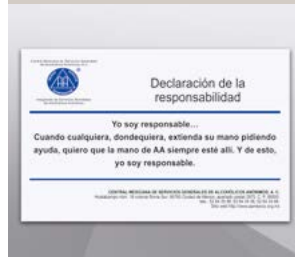 AA
Declaración de la
responsabilidad
Yo soy responsable...
Cuando cualquiera, dondequiera, extienda su mano pidiendo
ayuda, quiero que la mano de AA siempre esté allí. Y de esto,
yo soy responsable.
CENTRAL MEXICANA DE SERVICIOS GENERALES DE ALCOHÓLICOS ANÓNIMOS, A. C.